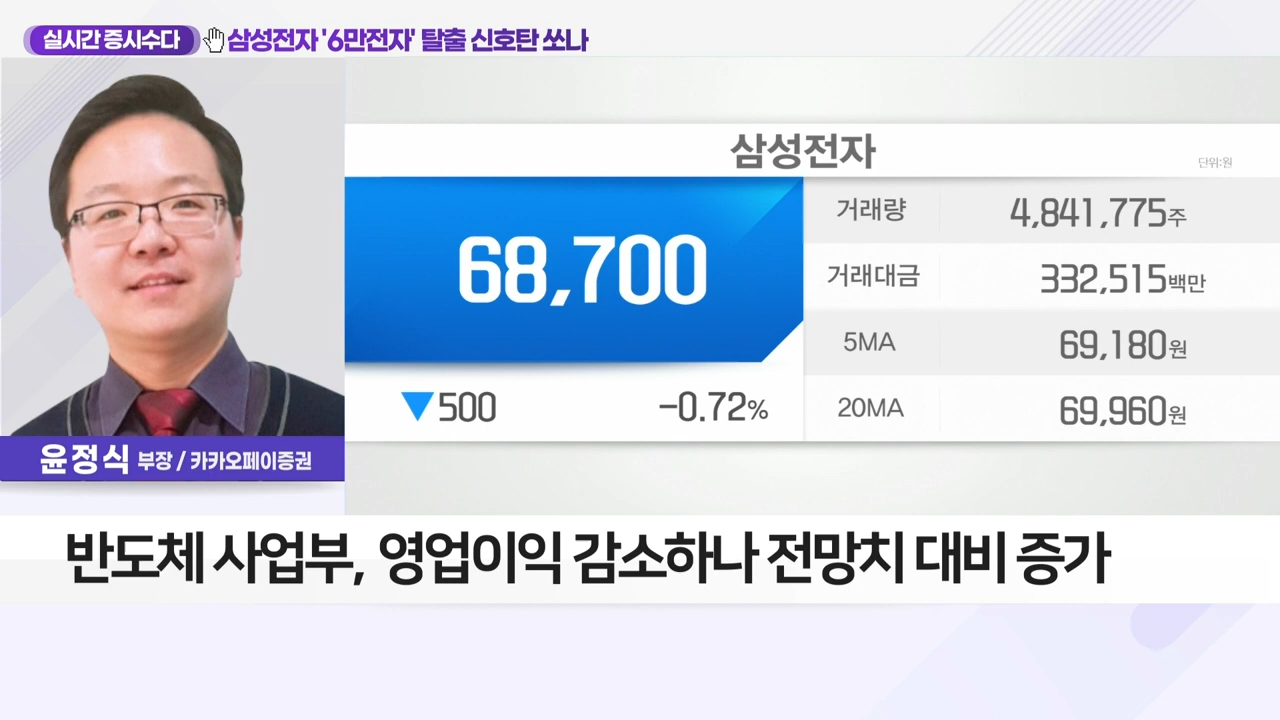 실시간 증시수다 삼성전자 '6만전자' 탈출 신호탄 쏘나
삼성전자
단위:원
68,700
▼500 -0.72%
거래량 4,841,775주
거래대금 332,515백만
5MA 69,180원
20MA 69,960원
윤정식 부장 / 카카오페이증권
반도체 사업부, 영업이익 감소하나 전망치 대비 증가